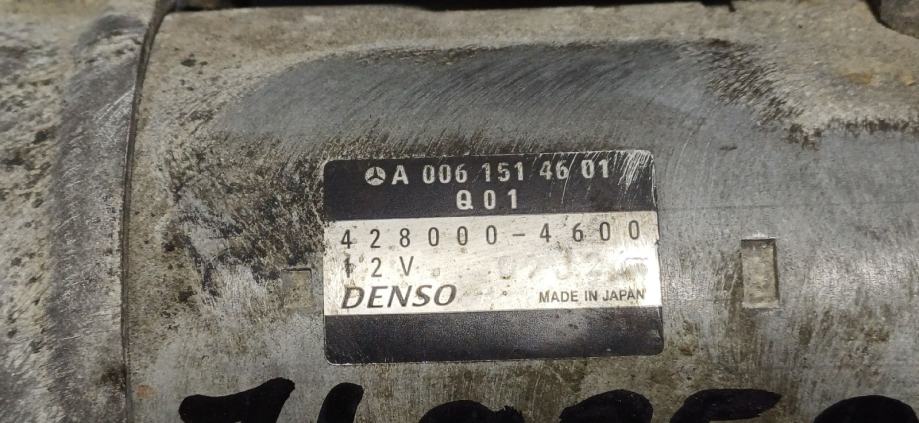 A 006 151 46 01
Q01
428000-4600
12V
DENSO MADE IN JAPAN